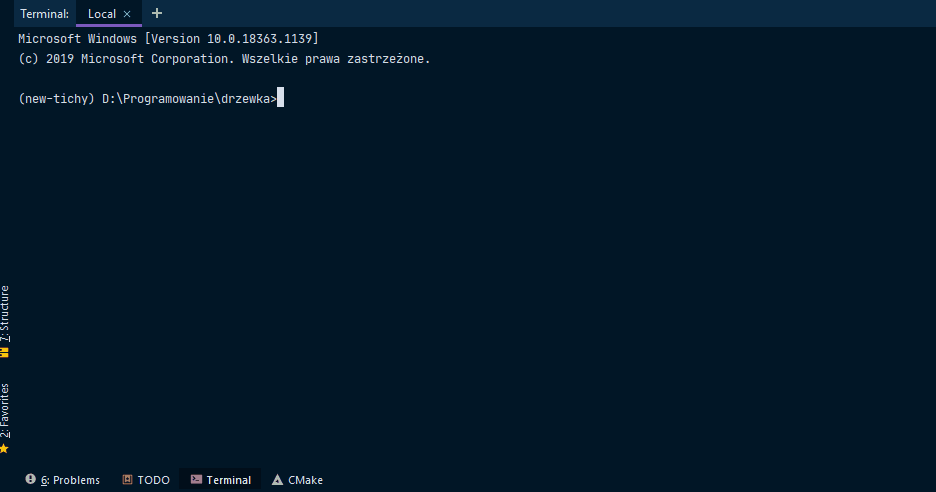 Terminal: Local × +
Microsoft Windows [Version 10.0.18363.1139]
(c) 2019 Microsoft Corporation. Wszelkie prawa zastrzeżone.
(new-tichy) D:\Programowanie\drzewka>
7: Structure
2: Favorites
6: Problems TODO Terminal CMake